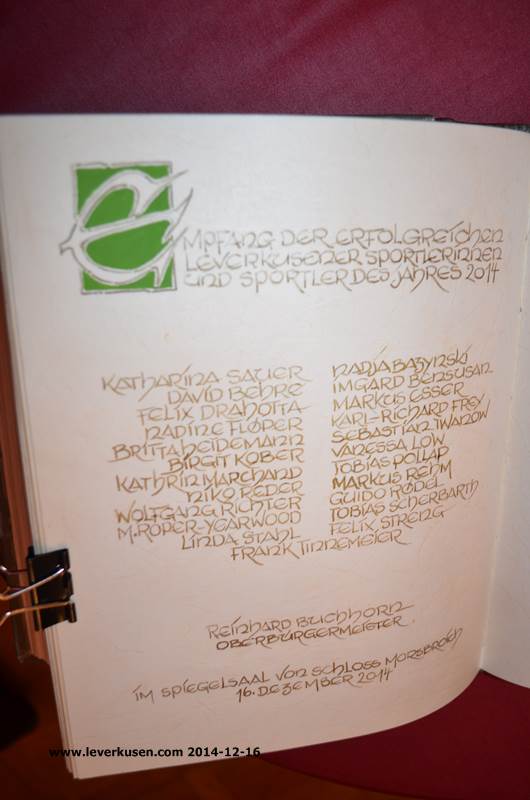 EMPFANG DER ERFOLGREICHEN
LEVERKUSENER SPORTLERINNEN
UND SPORTLER DES JAHRES 2014
KATHARINA SAUER
DAVID BEHRE
FELIX DRAHOTTA
NADINE FLÖPER
BRITTA HEIDEMANN
BIRGIT KOBER
KATHRIN MARCHAND
NIKO REDER
WOLFGANG RICHTER
M. RÖPER-YEARWOOD
LINDA STAHL
NADJA BAZYNSKI
IMGARD BENSUSAN
MARKUS ESSER
KARL-RICHARD FREY
SEBASTIAN IWANOW
VANESSA LOW
TOBIAS POLLAP
MARKUS REHM
GUIDO RÖDEL
TOBIAS SCHERBARTH
FELIX STRENG
FRANK TINNEMEIER
REINHARD BUCHHORN
OBERBÜRGERMEISTER
IM SPIEGELSAAL VON SCHLOSS MORSBROICH
16. DEZEMBER 2014
www.leverkusen.com 2014-12-16